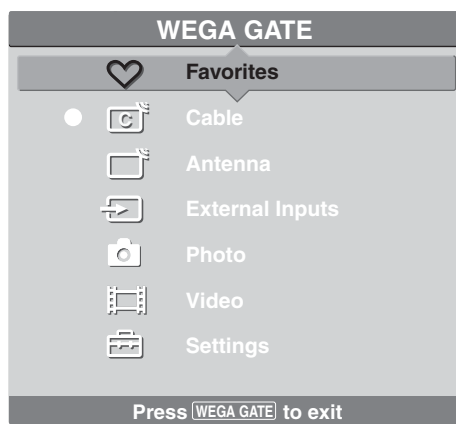 WEGA GATE
Favorites
C Cable
Antenna
External Inputs
Photo
Video
Settings
Press WEGA GATE to exit